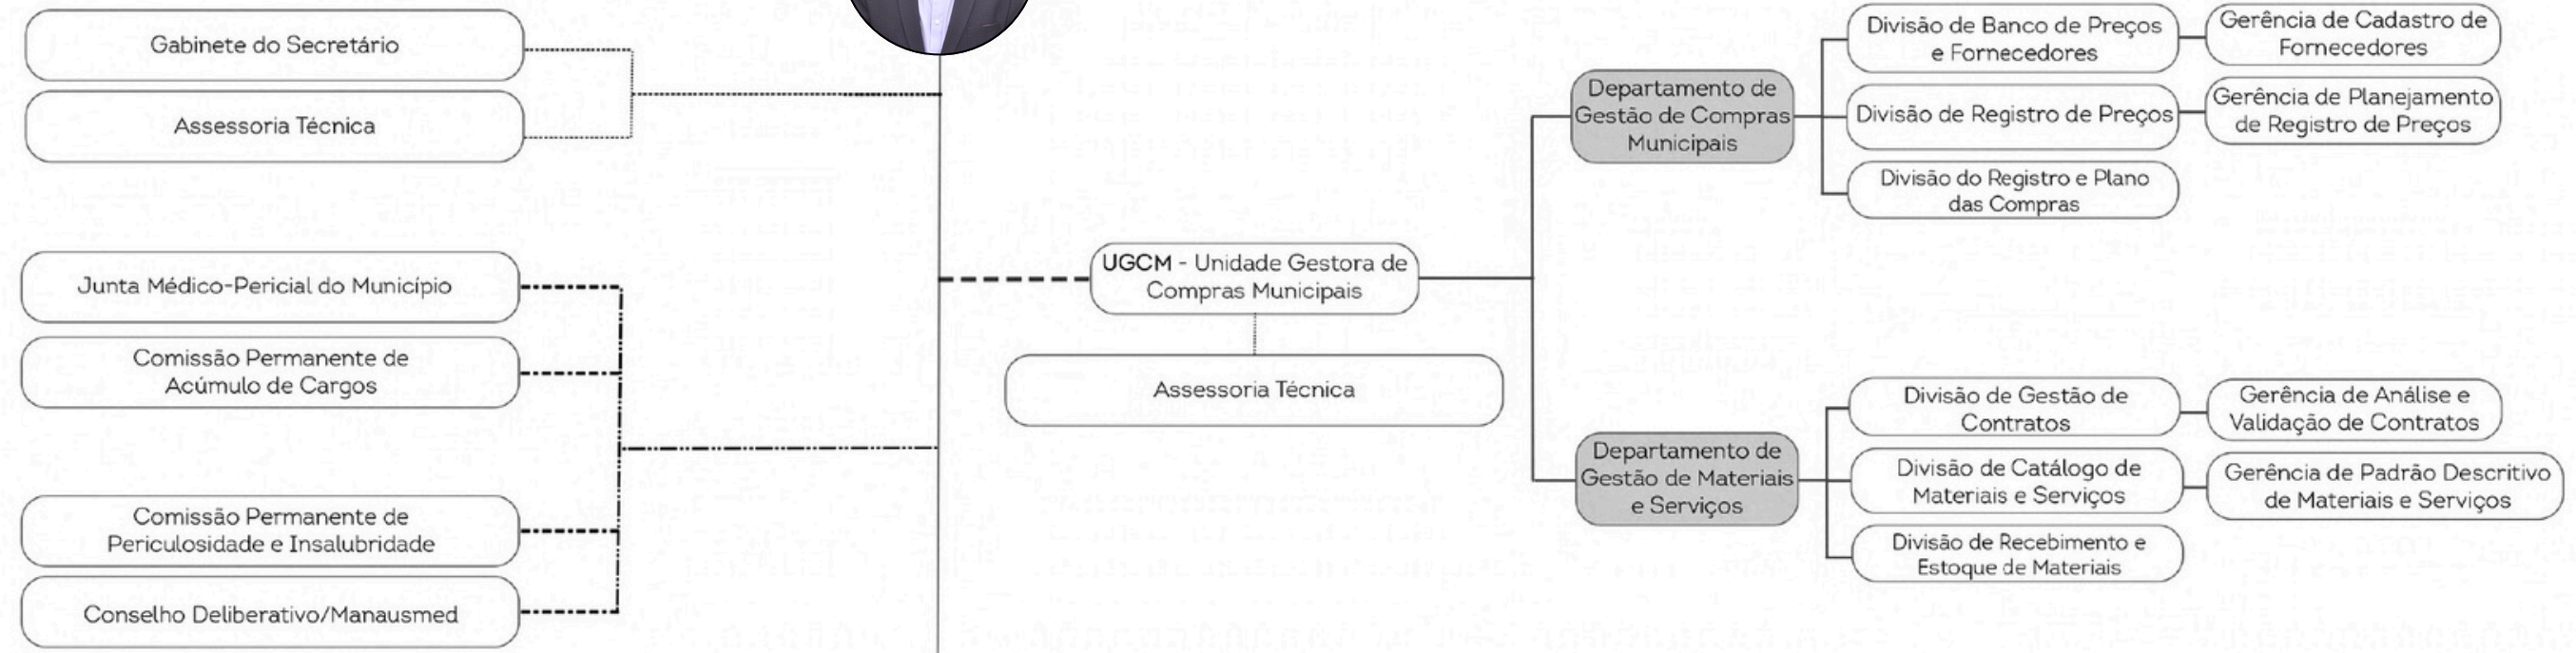 Gabinete do Secretário
Assessoria Técnica
Junta Médico-Pericial do Município
Comissão Permanente de
Acúmulo de Cargos
Comissão Permanente de
Periculosidade e Insalubridade
Conselho Deliberativo/Manausmed
UGCM - Unidade Gestora de
Compras Municipais
Assessoria Técnica
Departamento de
Gestão de Compras
Municipais
Divisão de Banco de Preços
e Fornecedores
Gerência de Cadastro de
Fornecedores
Divisão de Registro de Preços
Gerência de Planejamento
de Registro de Preços
Divisão do Registro e Plano
das Compras
Departamento de
Gestão de Materiais
e Serviços
Divisão de Gestão de
Contratos
Gerência de Análise e
Validação de Contratos
Divisão de Catálogo de
Materiais e Serviços
Gerência de Padrão Descritivo
de Materiais e Serviços
Divisão de Recebimento e
Estoque de Materiais